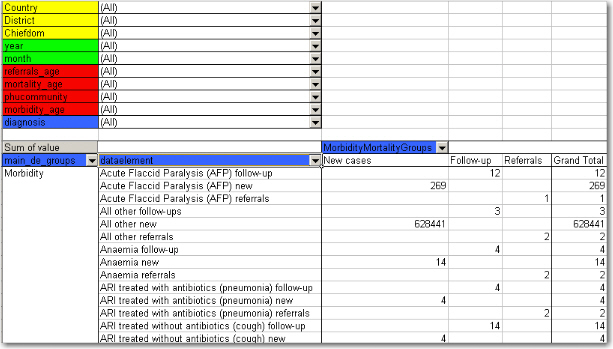 Country (All)
District (All)
Chiefdom (All)
year (All)
month (All)
referrals_age (All)
mortality_age (All)
phucommunity (All)
morbidity_age (All)
diagnosis (All)
Sum of value MorbidityMortalityGroups
main_de_groups dataelement New cases Follow-up Referrals Grand Total
Morbidity Acute Flaccid Paralysis (AFP) follow-up 12 12
Acute Flaccid Paralysis (AFP) new 269 269
Acute Flaccid Paralysis (AFP) referrals 1 1
All other follow-ups 3 3
All other new 628441 628441
All other referrals 2 2
Anaemia follow-up 4 4
Anaemia new 14 14
Anaemia referrals 2 2
ARI treated with antibiotics (pneumonia) follow-up 4 4
ARI treated with antibiotics (pneumonia) new 4 4
ARI treated with antibiotics (pneumonia) referrals 2 2
ARI treated without antibiotics (cough) follow-up 14 14
ARI treated without antibiotics (cough) new 4 4